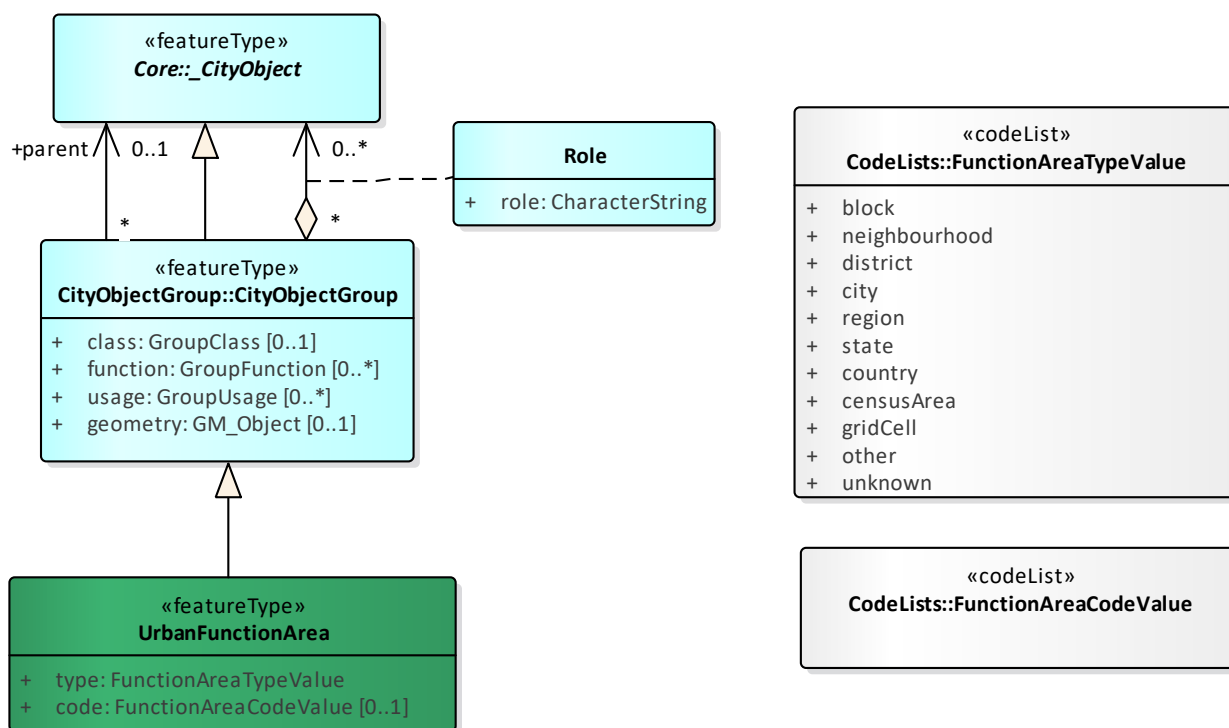 «featureType»
Core::_CityObject
+parent
0..1
0..*
*
*
Role
+ role: CharacterString
«featureType»
CityObjectGroup::CityObjectGroup
+ class: GroupClass [0..1]
+ function: GroupFunction [0..*]
+ usage: GroupUsage [0..*]
+ geometry: GM_Object [0..1]
«featureType»
UrbanFunctionArea
+ type: FunctionAreaTypeValue
+ code: FunctionAreaCodeValue [0..1]
«codeList»
CodeLists::FunctionAreaTypeValue
+ block
+ neighbourhood
+ district
+ city
+ region
+ state
+ country
+ censusArea
+ gridCell
+ other
+ unknown
«codeList»
CodeLists::FunctionAreaCodeValue